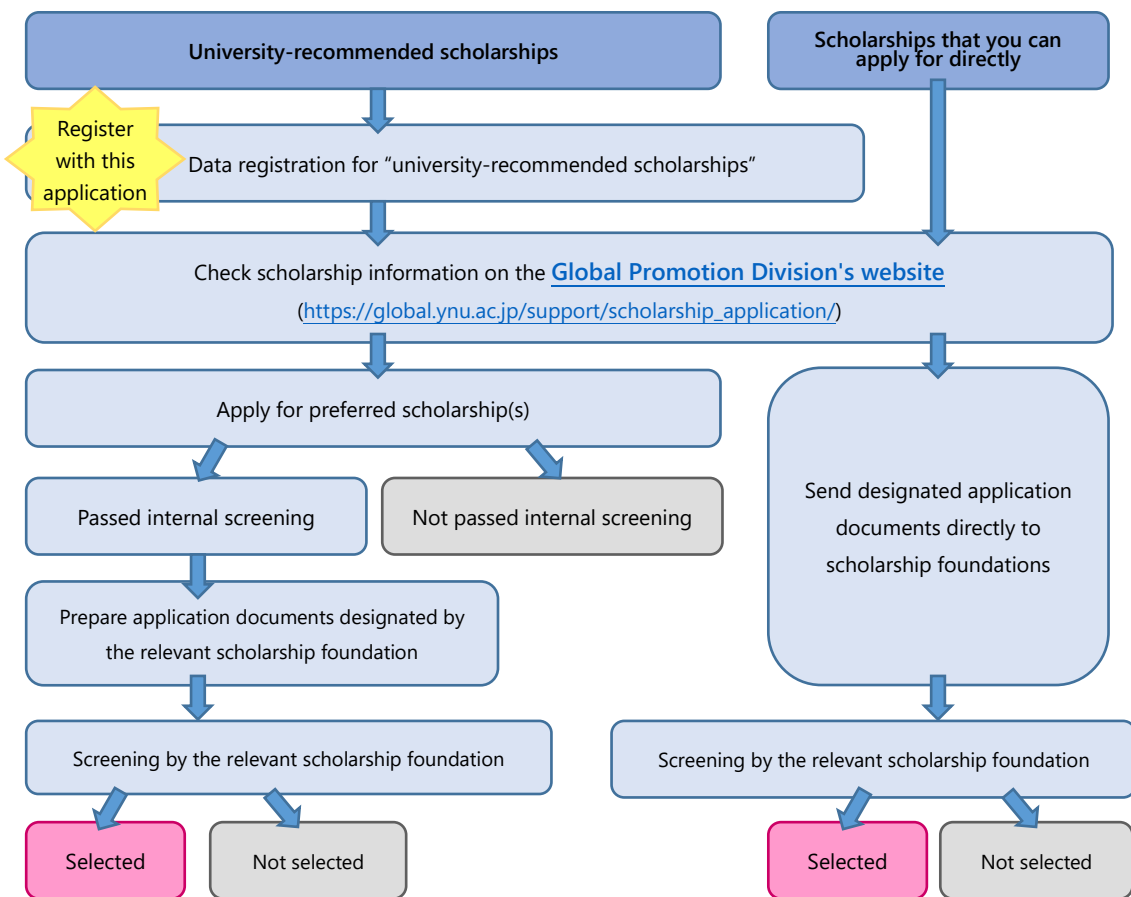 University-recommended scholarships
Scholarships that you can
apply for directly
Register
with this
application
Data registration for “university-recommended scholarships”
Check scholarship information on the Global Promotion Division's website
(https://global.ynu.ac.jp/support/scholarship_application/)
Apply for preferred scholarship(s)
Passed internal screening
Not passed internal screening
Send designated application
documents directly to
scholarship foundations
Prepare application documents designated by
the relevant scholarship foundation
Screening by the relevant scholarship foundation
Screening by the relevant scholarship foundation
Selected
Not selected
Selected
Not selected